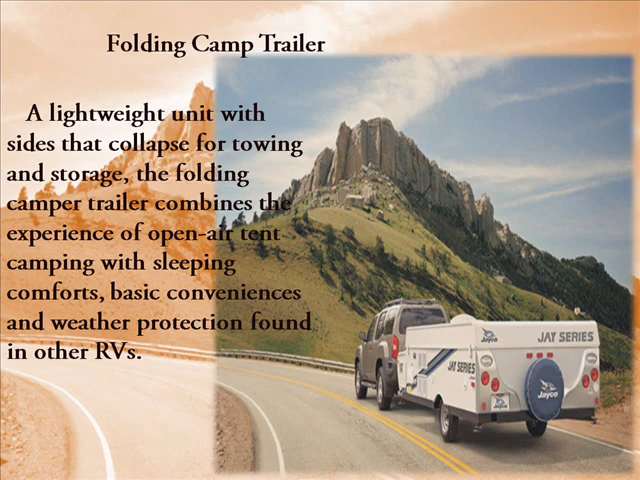 Folding Camp Trailer
A lightweight unit with
sides that collapse for towing
and storage, the folding
camper trailer combines the
experience of open-air tent
camping with sleeping
comforts, basic conveniences
and weather protection found
in other RVs.
Jayco
JAY SERIES
JAY SERIES
Jayco
Jayco